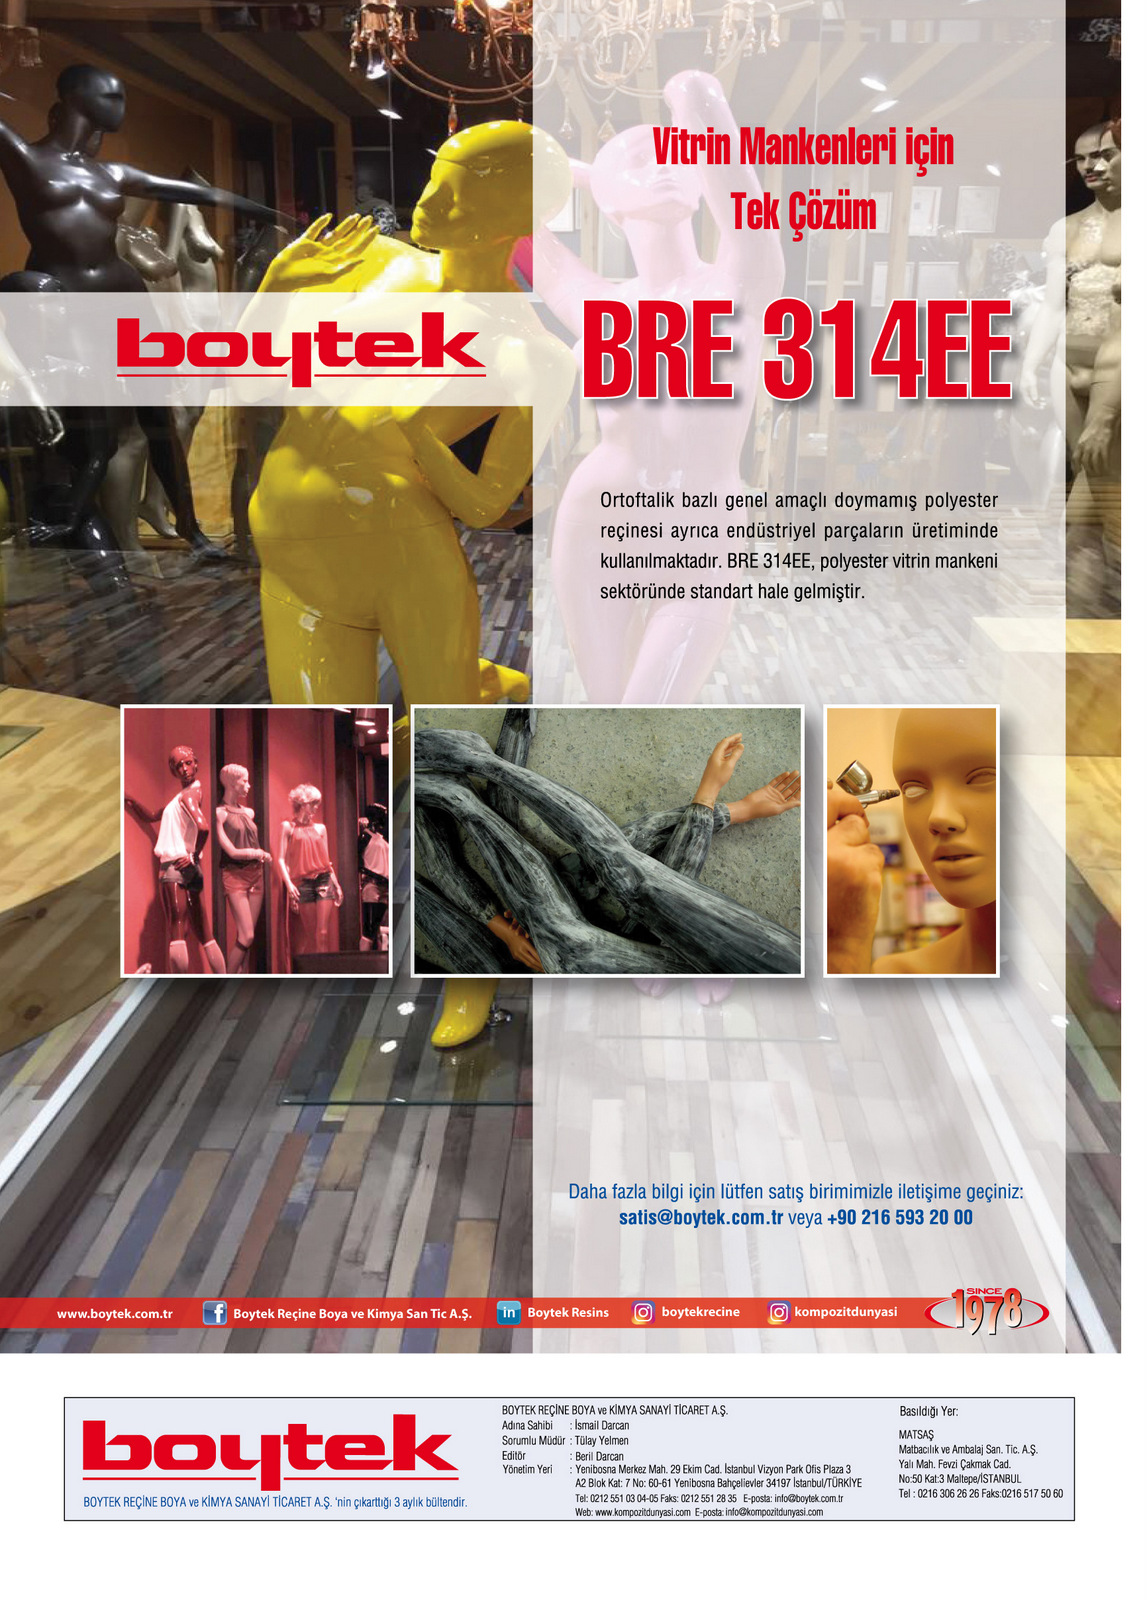 Vitrin Mankenleri için
Tek Çözüm
boytek
BRE 314EE
Ortoftalik bazlı genel amaçlı doymamış polyester
reçinesi ayrıca endüstriyel parçaların üretiminde
kullanılmaktadır. BRE 314EE, polyester vitrin mankeni
sektöründe standart hale gelmiştir.
Daha fazla bilgi için lütfen satış birimimizle iletişime geçiniz:
satis@boytek.com.tr veya +90 216 593 20 00
www.boytek.com.tr
Boytek Reçine Boya ve Kimya San Tic A.Ş.
in Boytek Resins
boytekrecine
kompozitdunyasi
SINCE
1978
boytek
BOYTEK REÇİNE BOYA ve KİMYA SANAYİ TİCARET A.Ş. 'nin çıkarttığı 3 aylık bültendir.
BOYTEK REÇİNE BOYA ve KİMYA SANAYİ TİCARET A.Ş.
Adına Sahibi : İsmail Darcan
Sorumlu Müdür : Tülay Yelmen
Editör : Beril Darcan
Yönetim Yeri : Yenibosna Merkez Mah. 29 Ekim Cad. İstanbul Vizyon Park Ofis Plaza 3
A2 Blok Kat: 7 No: 60-61 Yenibosna Bahçelievler 34197 İstanbul/TÜRKİYE
Tel: 0212 551 03 04-05 Faks: 0212 551 28 35 E-posta: info@boytek.com.tr
Web: www.kompozitdunyasi.com E-posta: info@kompozitdunyasi.com
Basıldığı Yer:
MATSAŞ
Matbacılık ve Ambalaj San. Tic. A.Ş.
Yalı Mah. Fevzi Çakmak Cad.
No:50 Kat:3 Maltepe/İSTANBUL
Tel : 0216 306 26 26 Faks:0216 517 50 60